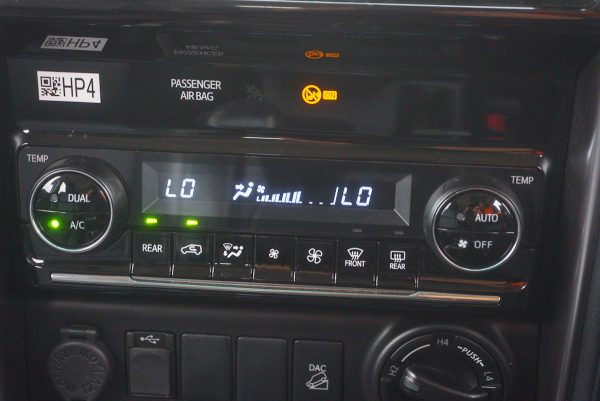 HP4
PASSENGER
AIR BAG
ON
TEMP
TEMP
DUAL
A/C
LO
LO
AUTO
OFF
REAR
FRONT
REAR
DAC
H2
H4
PUSH
L4